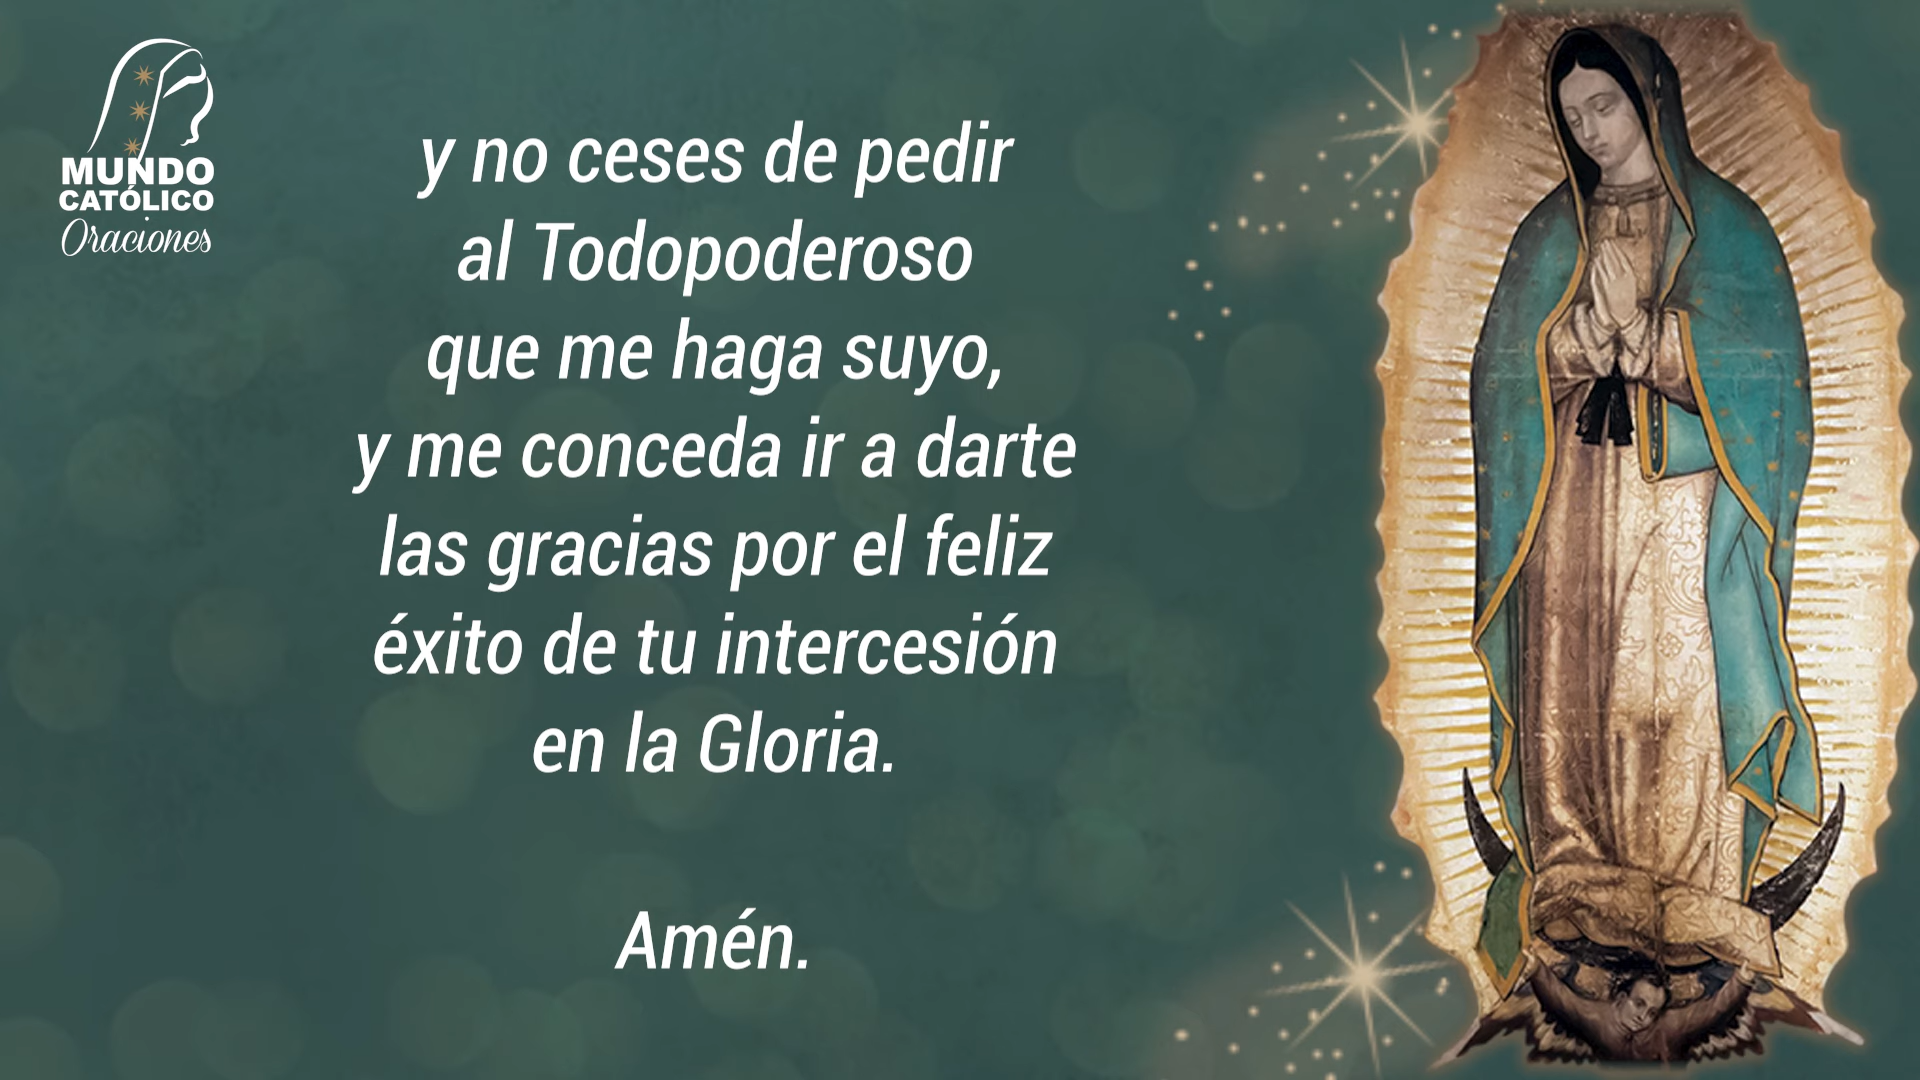 MUNDO
CATÓLICO
Oraciones
y no ceses de pedir
al Todopoderoso
que me haga suyo,
y me conceda ir a darte
las gracias por el feliz
éxito de tu intercesión
en la Gloria.
Amén.